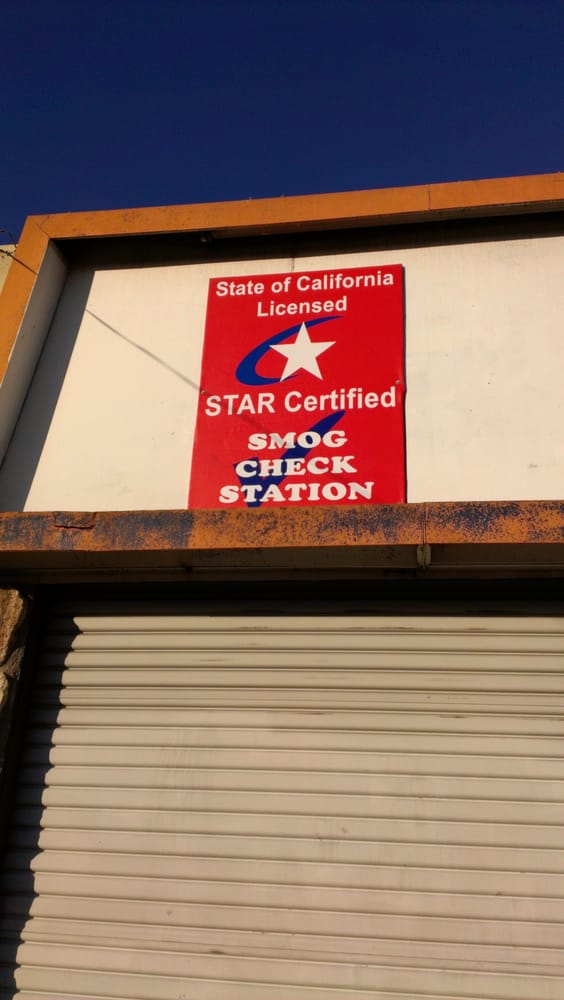 State of California
Licensed
STAR Certified
SMOG
CHECK
STATION